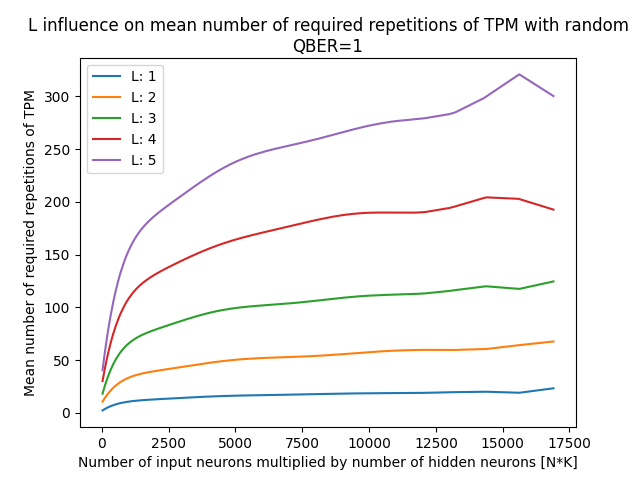 L influence on mean number of required repetitions of TPM with random
QBER=1
L: 1
L: 2
L: 3
L: 4
L: 5
Mean number of required repetitions of TPM
300
250
200
150
100
50
0
0 2500 5000 7500 10000 12500 15000 17500
Number of input neurons multiplied by number of hidden neurons [N*K]